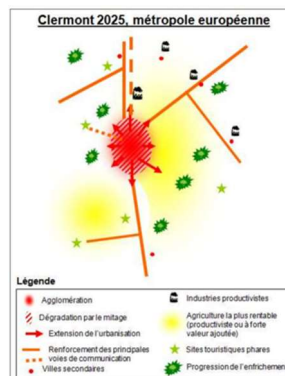 Clermont 2025, métropole européenne
Légende
Agglomération
Dégradation par le mitage
Extension de l'urbanisation
Renforcement des principales
voies de communication
Villes secondaires
Industries productivistes
Agriculture la plus rentable
(productiviste ou à forte
valeur ajoutée)
Sites touristiques phares
Progression de l'enfrichement